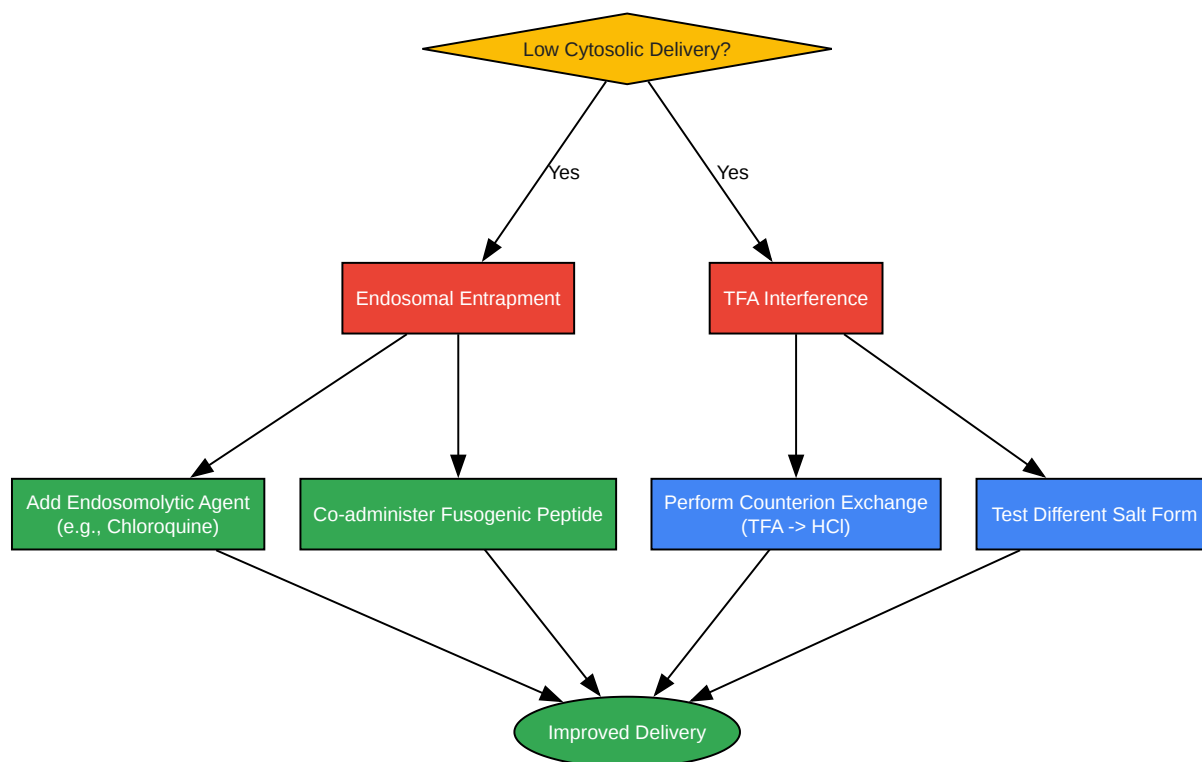 Low Cytosolic Delivery?
Yes
Yes
Endosomal Entrapment
TFA Interference
Add Endosomolytic Agent
(e.g., Chloroquine)
Co-administer Fusogenic Peptide
Perform Counterion Exchange
(TFA -> HCl)
Test Different Salt Form
Improved Delivery